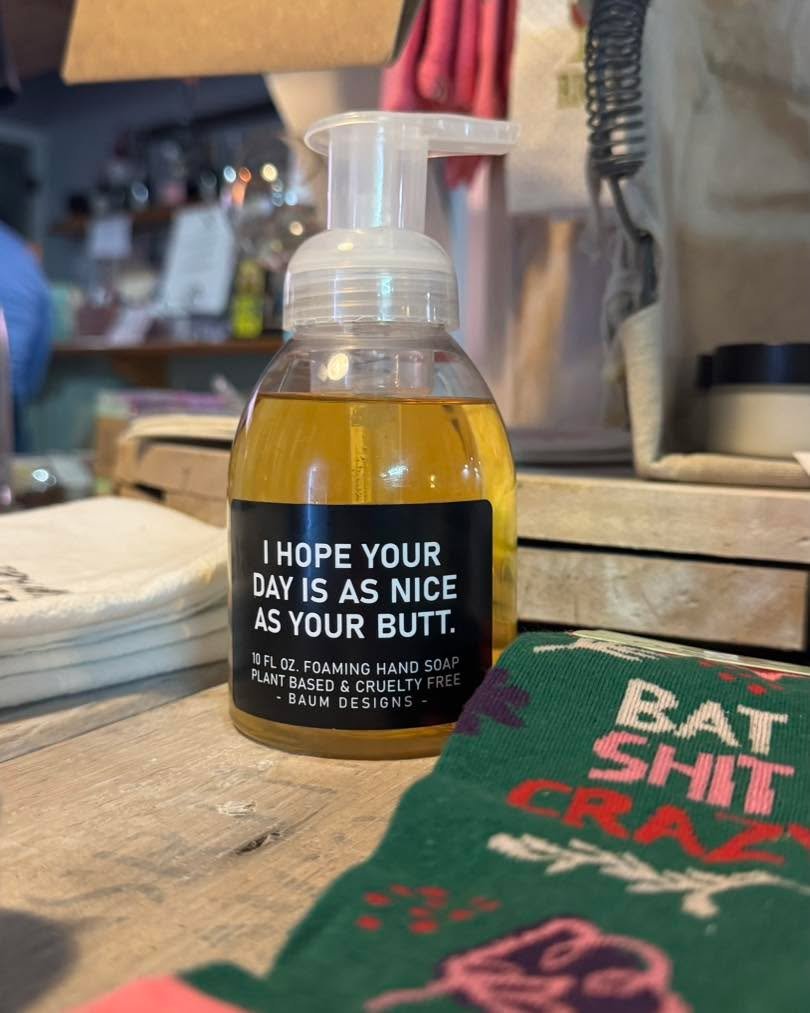 I HOPE YOUR
DAY IS AS NICE
AS YOUR BUTT.
10 FL OZ. FOAMING HAND SOAP
PLANT BASED & CRUELTY FREE
- BAUM DESIGNS -
BAT
SHIT
CRAZY